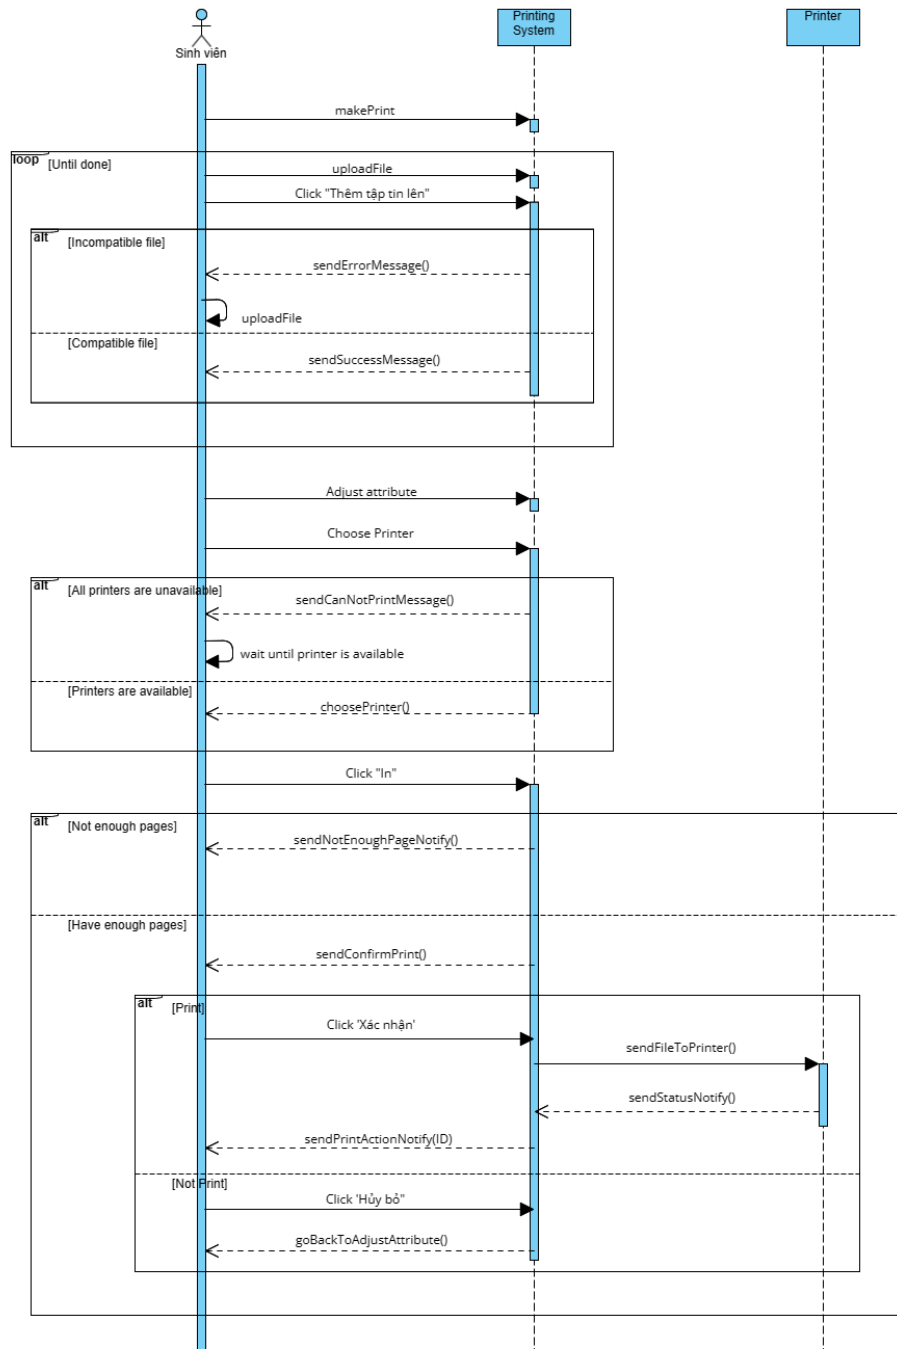 Sinh viên
Printing
System
Printer
makePrint
loop
[Until done]
uploadFile
Click "Thêm tập tin lên"
alt
[Incompatible file]
sendErrorMessage()
uploadFile
[Compatible file]
sendSuccessMessage()
Adjust attribute
Choose Printer
alt
[All printers are unavailable]
sendCanNotPrintMessage()
wait until printer is available
[Printers are available]
choosePrinter()
Click "In"
alt
[Not enough pages]
sendNotEnoughPageNotify()
[Have enough pages]
sendConfirmPrint()
alt
[Print]
Click 'Xác nhận'
sendFileToPrinter()
sendStatusNotify()
sendPrintActionNotify(ID)
[Not Print]
Click 'Hủy bỏ"
goBackToAdjustAttribute()